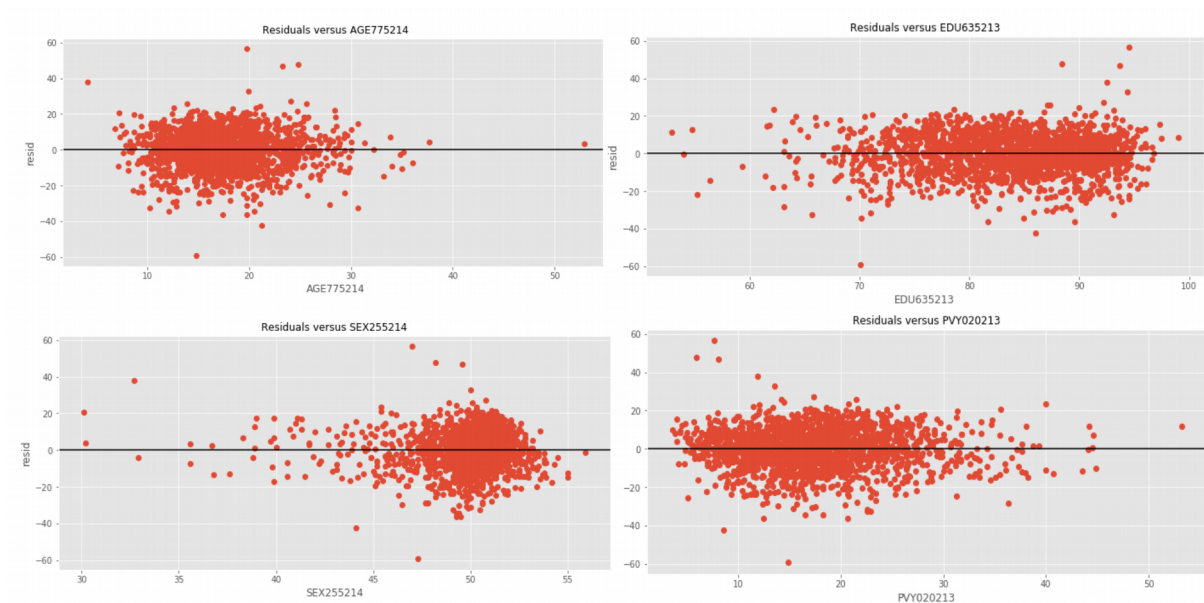 Residuals versus AGE775214
60
40
20
0
−20
−40
−60
resid
10 20 30 40 50
AGE775214
Residuals versus EDU635213
60
40
20
0
−20
−40
−60
resid
60 70 80 90 100
EDU635213
Residuals versus SEX255214
60
40
20
0
−20
−40
−60
resid
30 35 40 45 50 55
SEX255214
Residuals versus PVY020213
60
40
20
0
−20
−40
−60
resid
10 20 30 40 50
PVY020213